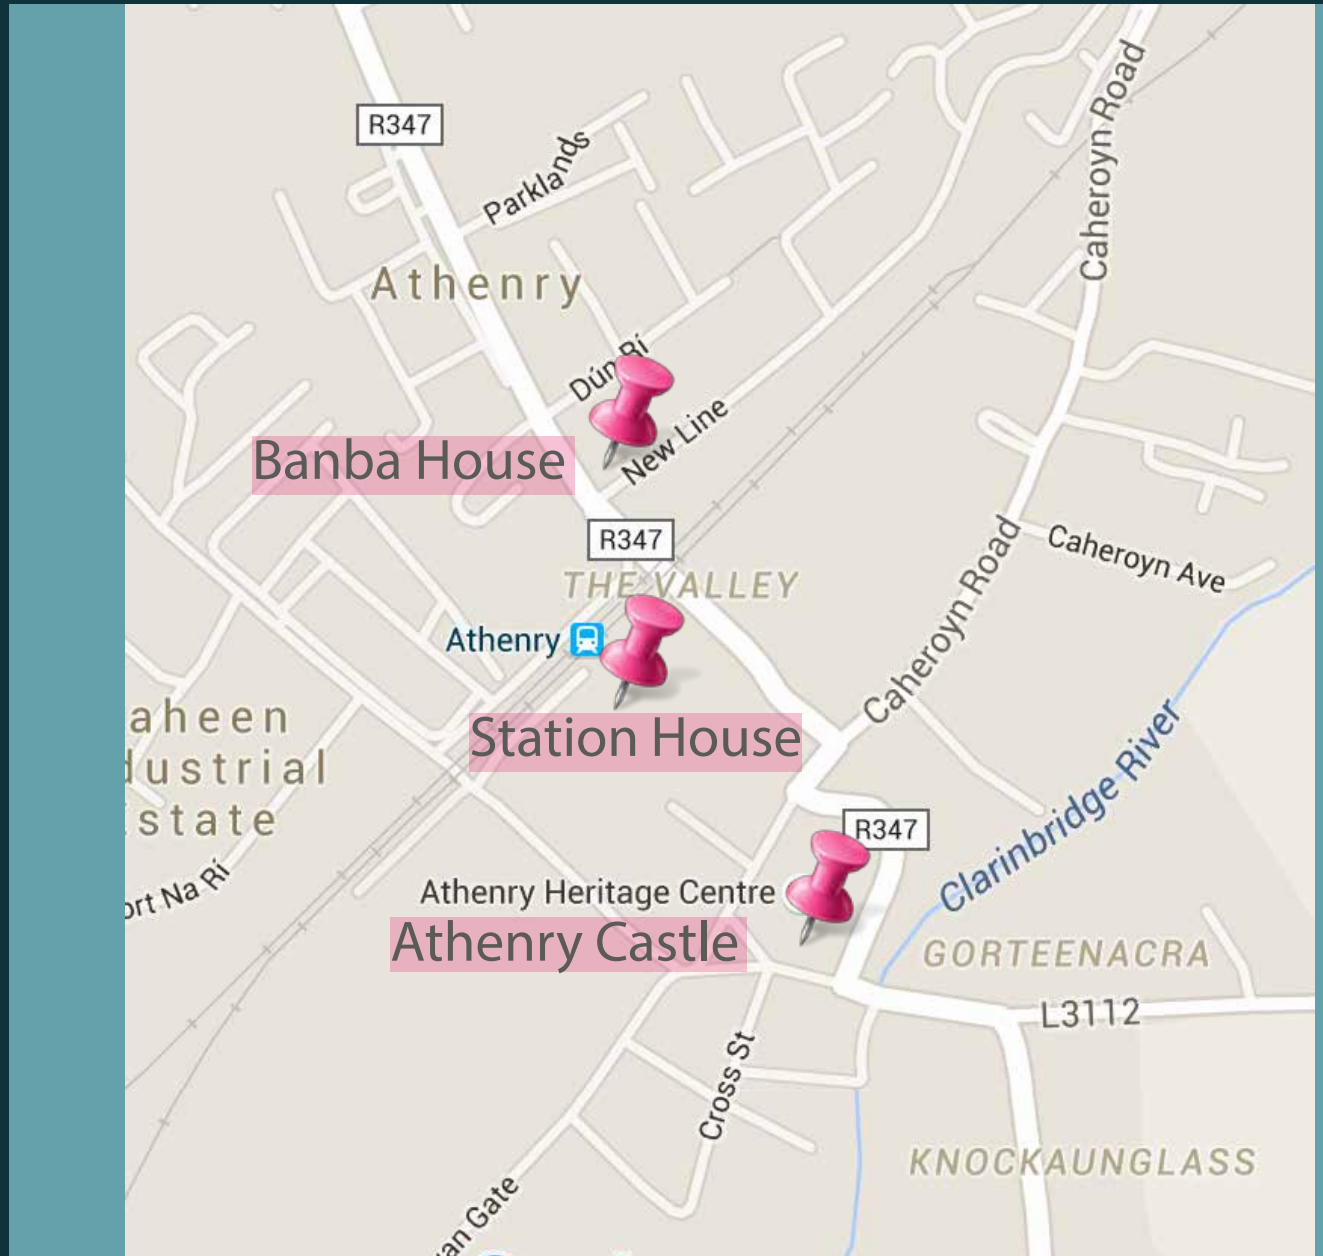 Caheroyn Road
R347
Parklands
Athenry
Dún Rí
New Line
Banba House
R347
Caheroyn Ave
THE VALLEY
Athenry
Caheroyn Road
Station House
aheen
dustrial
state
Clarinbridge River
R347
ort Na Rí
Athenry Heritage Centre
Athenry Castle
GORTEENACRA
L3112
Cross St
KNOCKAUNGLASS
an Gate